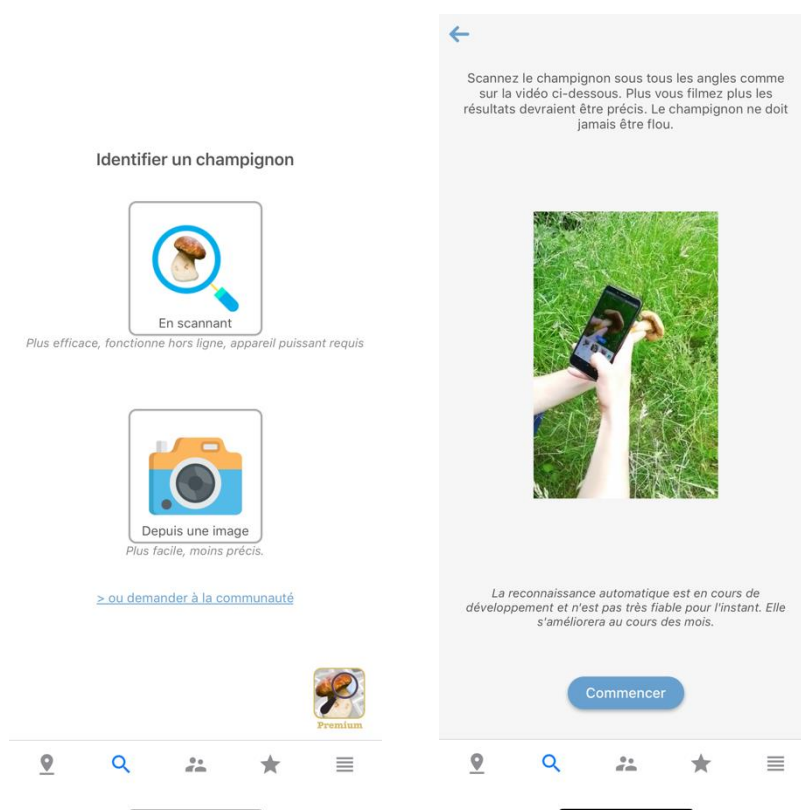 Identifier un champignon
En scannant
Plus efficace, fonctionne hors ligne, appareil puissant requis
Depuis une image
Plus facile, moins précis.
> ou demander à la communauté
Premium
Scannez le champignon sous tous les angles comme
sur la vidéo ci-dessous. Plus vous filmez plus les
résultats devraient être précis. Le champignon ne doit
jamais être flou.
La reconnaissance automatique est en cours de
développement et n'est pas très fiable pour l'instant. Elle
s'améliorera au cours des mois.
Commencer